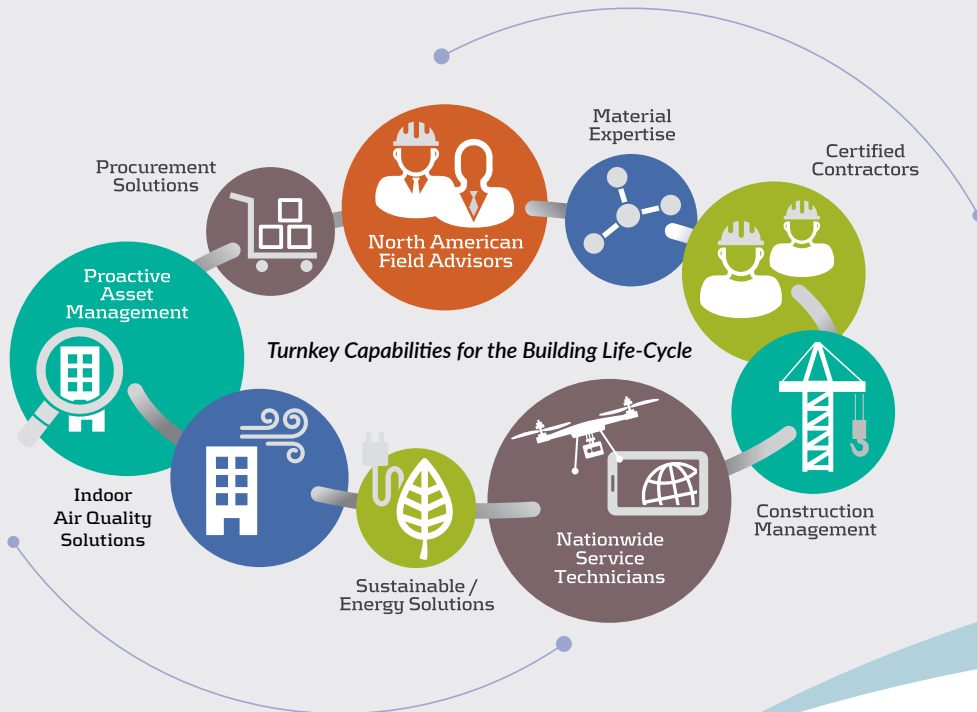 Material
Expertise
Procurement
Solutions
Certified
Contractors
North American
Field Advisors
Proactive
Asset
Management
Turnkey Capabilities for the Building Life-Cycle
Indoor
Air Quality
Solutions
Sustainable /
Energy Solutions
Nationwide
Service
Technicians
Construction
Management